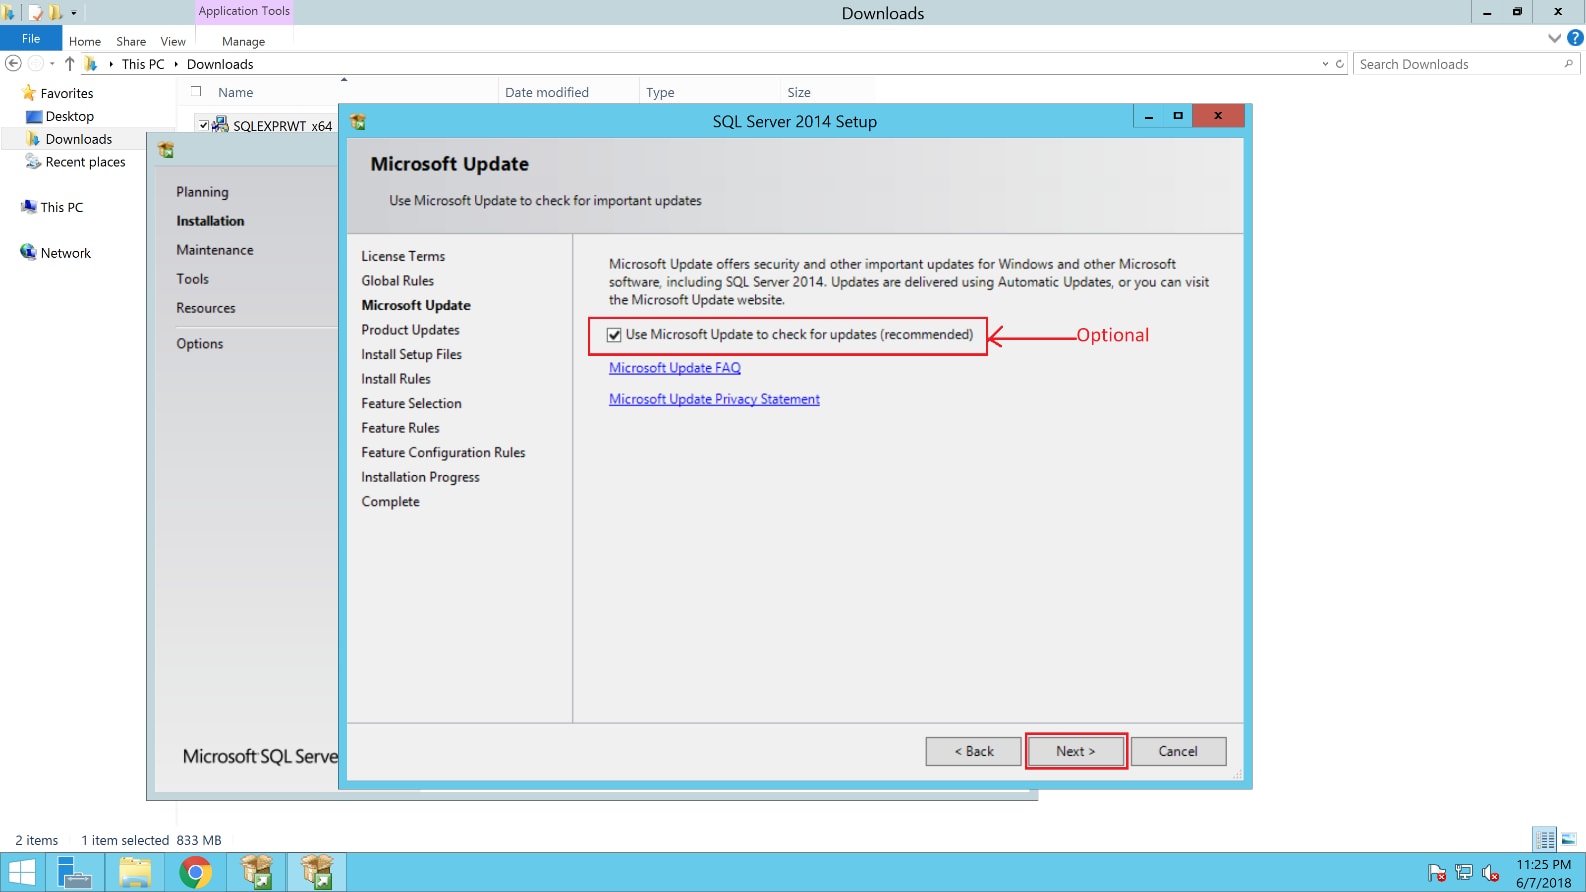 Application Tools
Downloads
File
Home
Share
View
Manage
This PC
Downloads
Search Downloads
Favorites
Desktop
Downloads
Recent places
This PC
Network
Name
Date modified
Type
Size
SQLEXPRWT_x64
SQL Server 2014 Setup
Planning
Installation
Maintenance
Tools
Resources
Options
Microsoft SQL Serve
Microsoft Update
Use Microsoft Update to check for important updates
License Terms
Global Rules
Microsoft Update
Product Updates
Install Setup Files
Install Rules
Feature Selection
Feature Rules
Feature Configuration Rules
Installation Progress
Complete
Microsoft Update offers security and other important updates for Windows and other Microsoft
software, including SQL Server 2014. Updates are delivered using Automatic Updates, or you can visit
the Microsoft Update website.
Use Microsoft Update to check for updates (recommended)
Optional
Microsoft Update FAQ
Microsoft Update Privacy Statement
< Back
Next >
Cancel
2 items
1 item selected 833 MB
11:25 PM
6/7/2018